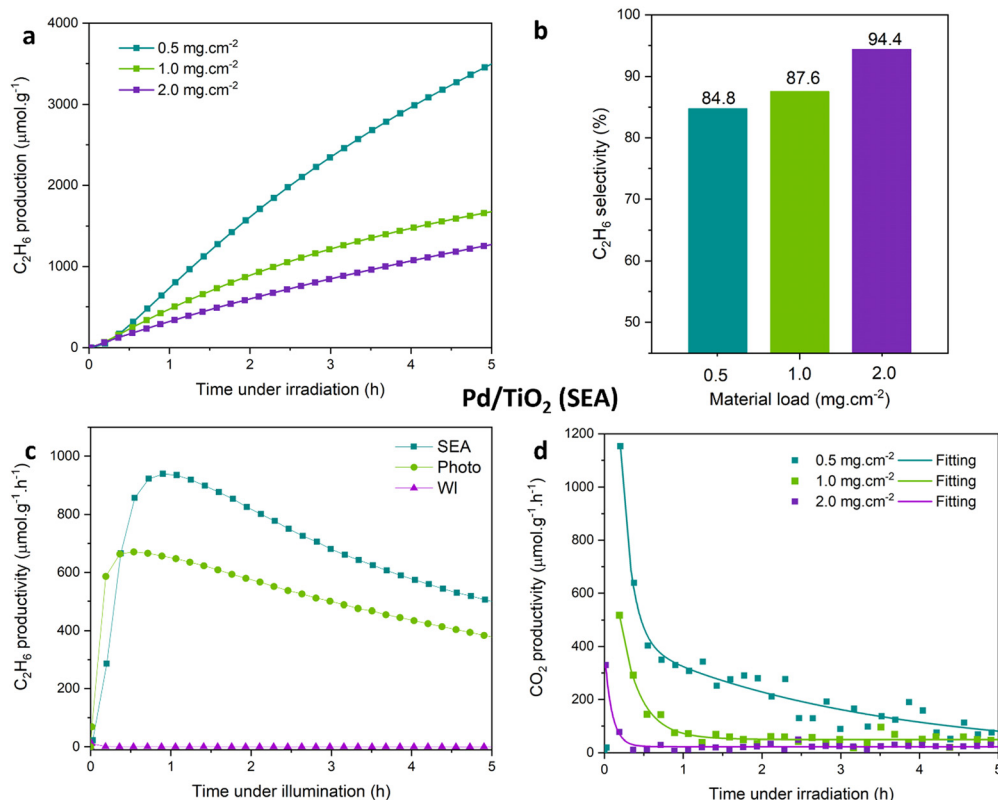 a
C₂H₆ production (μmol.g⁻¹)
4000
3000
2000
1000
0
0.5 mg.cm⁻²
1.0 mg.cm⁻²
2.0 mg.cm⁻²
0 1 2 3 4 5
Time under irradiation (h)
b
C₂H₆ selectivity (%)
100
95
90
85
80
75
70
65
60
55
50
84.8
87.6
94.4
0.5 1.0 2.0
Material load (mg.cm⁻²)
Pd/TiO₂ (SEA)
c
C₂H₆ productivity (μmol.g⁻¹.h⁻¹)
1000
800
600
400
200
0
SEA
Photo
WI
0 1 2 3 4 5
Time under illumination (h)
d
CO₂ productivity (μmol.g⁻¹.h⁻¹)
1200
1000
800
600
400
200
0
0.5 mg.cm⁻² Fitting
1.0 mg.cm⁻² Fitting
2.0 mg.cm⁻² Fitting
0 1 2 3 4 5
Time under irradiation (h)